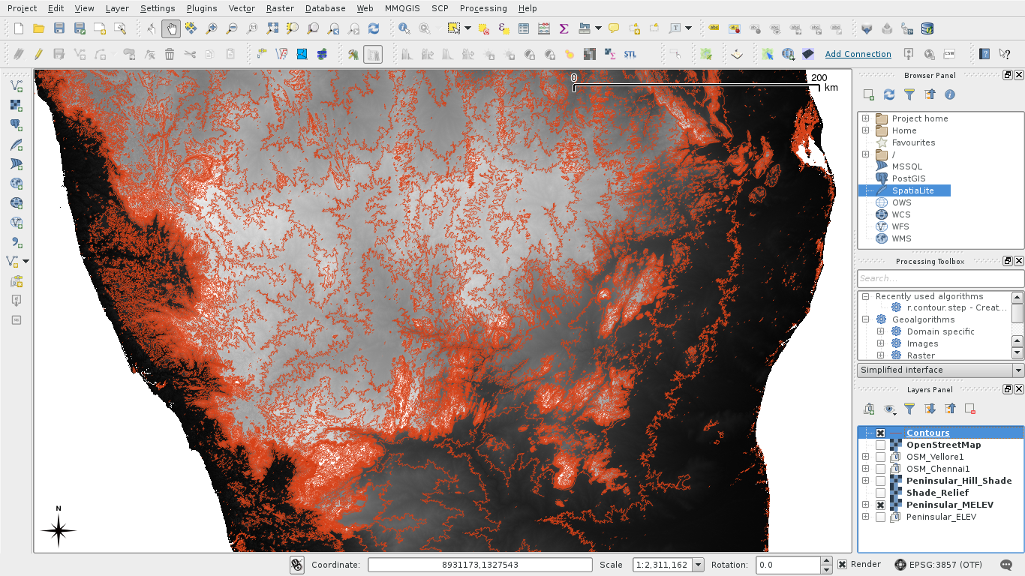 Project Edit View Layer Settings Plugins Vector Raster Database Web MMQGIS SCP Processing Help
STL Add Connection
0 200
km
N
Browser Panel
Project home
Home
Favourites
/
MSSQL
PostGIS
SpatiaLite
OWS
WCS
WFS
WMS
Processing Toolbox
Search...
Recently used algorithms
r.contour.step - Creat...
Geoalgorithms
Domain specific
Images
Raster
Simplified interface
Layers Panel
Contours
OpenStreetMap
OSM_Vellore1
OSM_Chennai1
Peninsular_Hill_Shade
Shade_Relief
Peninsular_MELEV
Peninsular_ELEV
Coordinate: 8931173,1327543 Scale 1:2,311,162 Rotation: 0.0 Render EPSG:3857 (OTF)